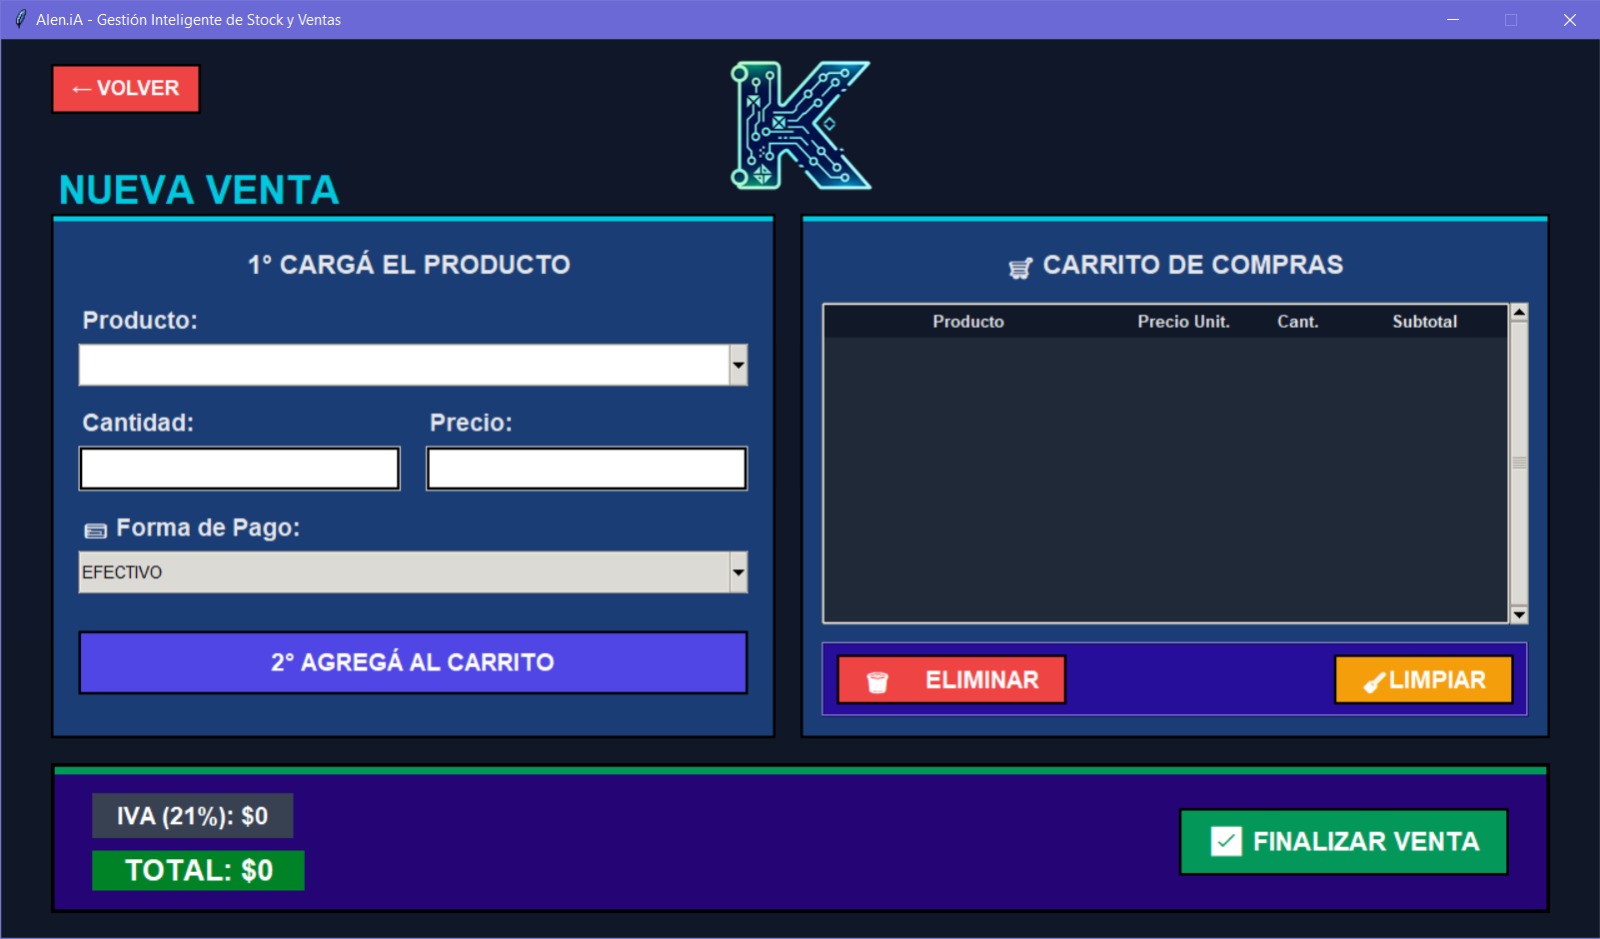 Alen.iA - Gestión Inteligente de Stock y Ventas
← VOLVER
K
NUEVA VENTA
1° CARGÁ EL PRODUCTO
Producto:
Cantidad: Precio:
Forma de Pago:
EFECTIVO
2° AGREGÁ AL CARRITO
CARRITO DE COMPRAS
Producto Precio Unit. Cant. Subtotal
ELIMINAR LIMPIAR
IVA (21%): $0
TOTAL: $0
FINALIZAR VENTA